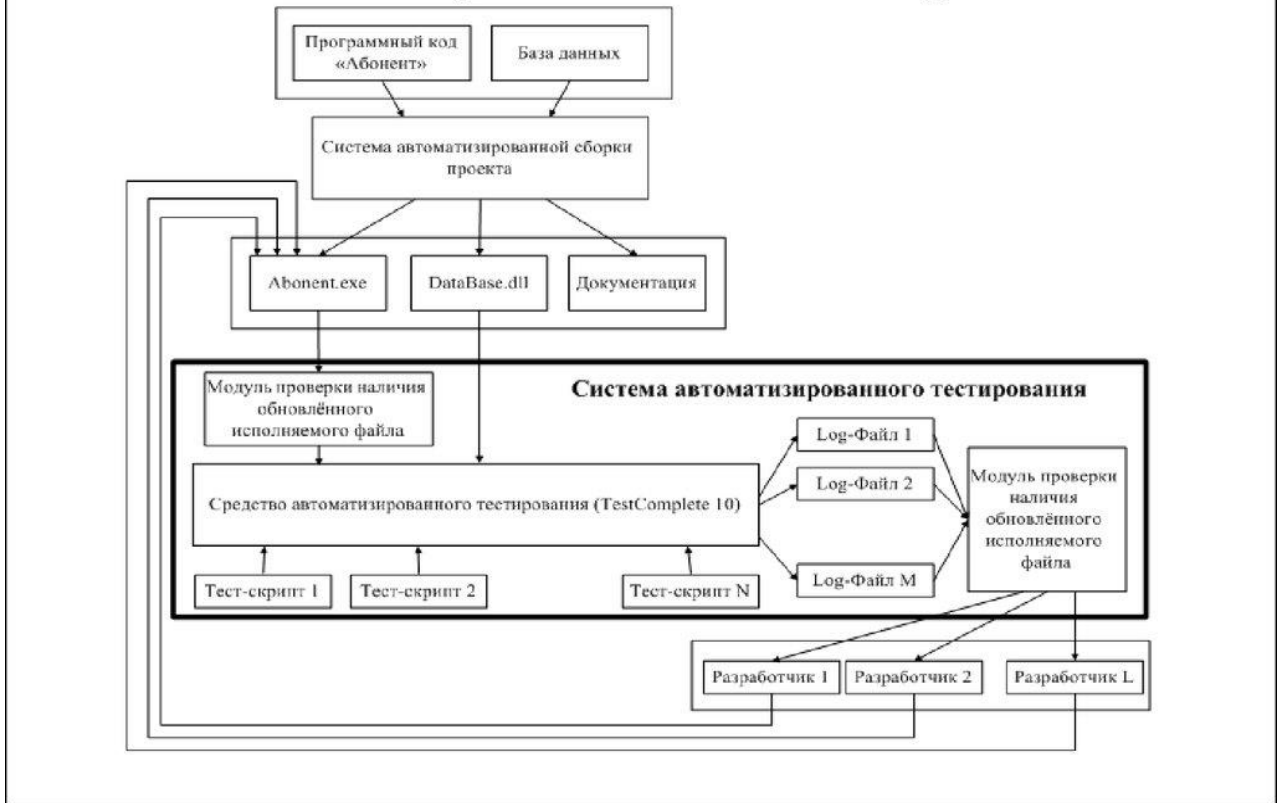 Программный код
«Абонент»
База данных
Система автоматизированной сборки
проекта
Abonent.exe
DataBase.dll
Документация
Модуль проверки наличия
обновлённого
исполняемого файла
Система автоматизированного тестирования
Средство автоматизированного тестирования (TestComplete 10)
Log-Файл 1
Log-Файл 2
Log-Файл M
Модуль проверки
наличия
обновлённого
исполняемого
файла
Тест-скрипт 1
Тест-скрипт 2
Тест-скрипт N
Разработчик 1
Разработчик 2
Разработчик L